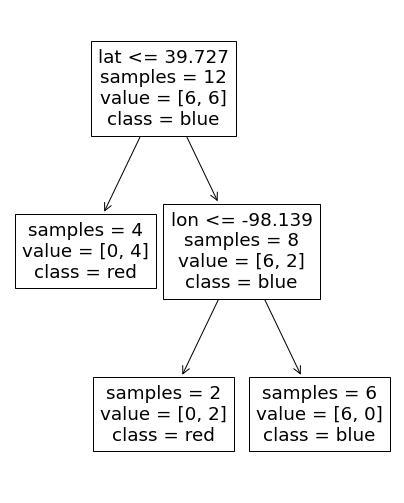 lat <= 39.727
samples = 12
value = [6, 6]
class = blue
samples = 4
value = [0, 4]
class = red
lon <= -98.139
samples = 8
value = [6, 2]
class = blue
samples = 2
value = [0, 2]
class = red
samples = 6
value = [6, 0]
class = blue